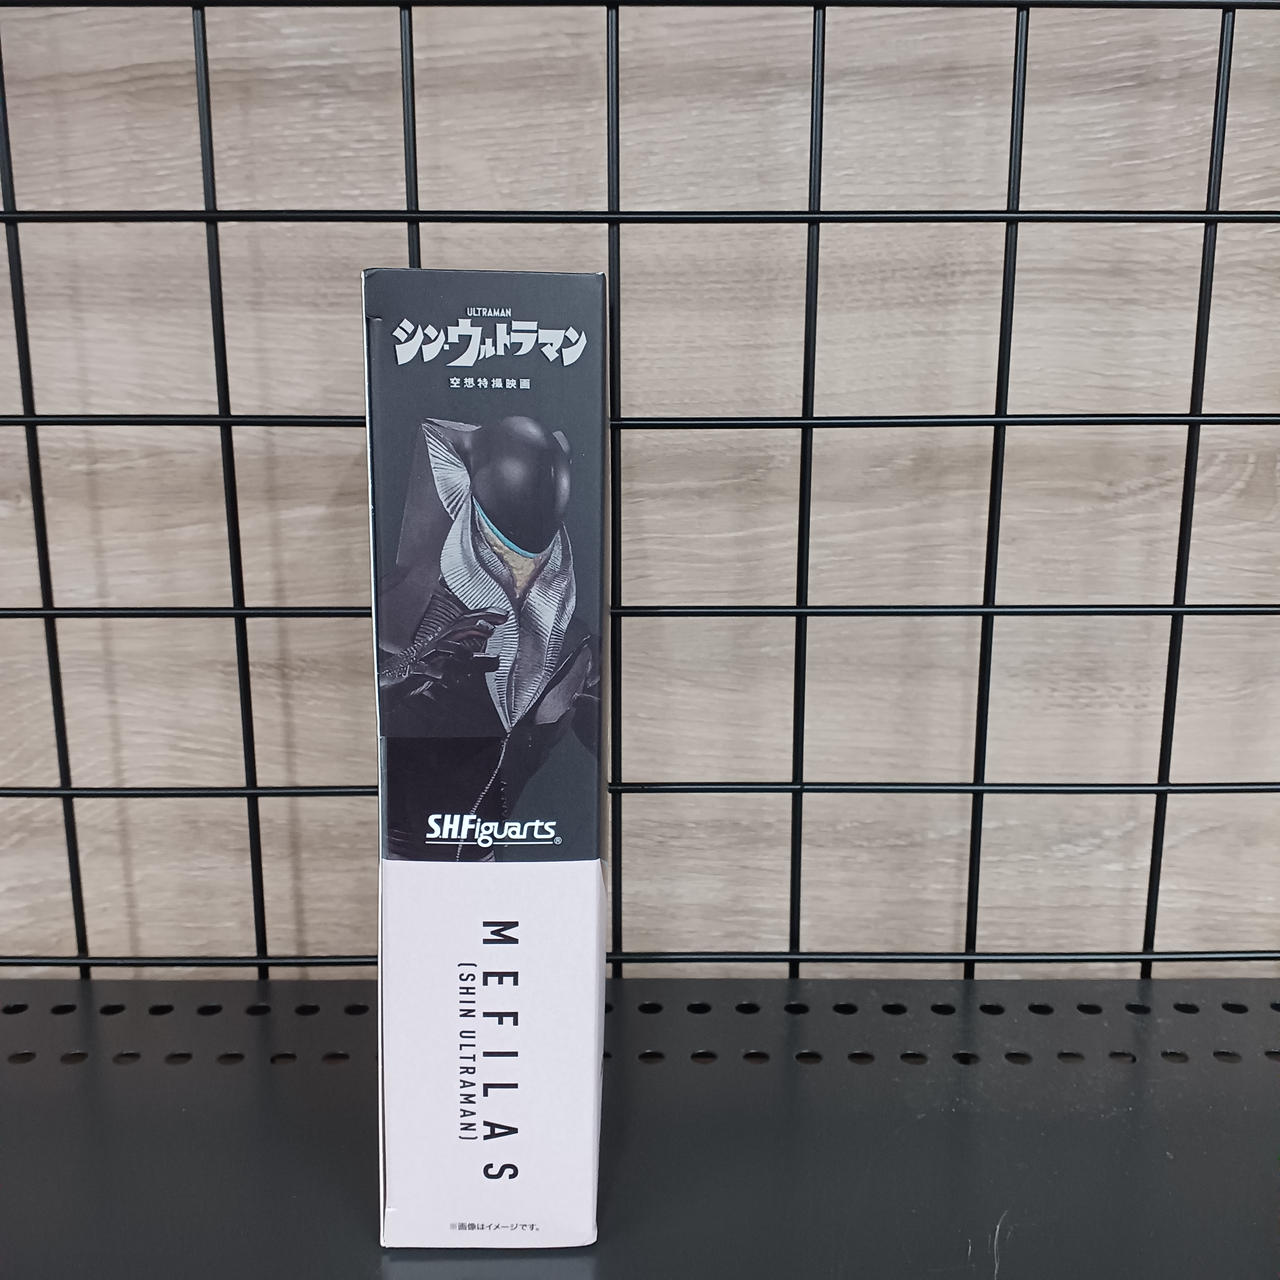 ULTRAMAN
シン・ウルトラマン
空想特撮映画
S.H.Figuarts®
MEFILAS
(SHIN ULTRAMAN)
※画像はイメージです。